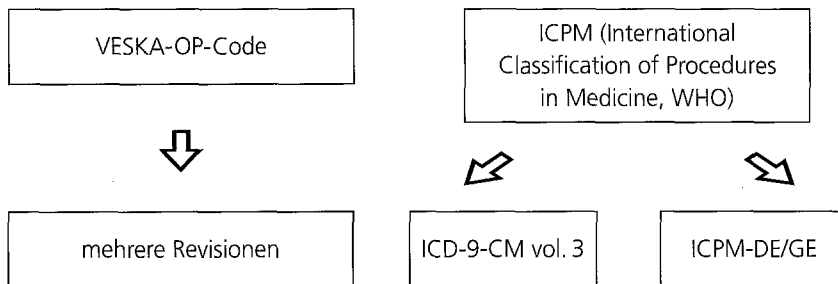 VESKA-OP-Code
ICPM (International
Classification of Procedures
in Medicine, WHO)
mehrere Revisionen
ICD-9-CM vol. 3
ICPM-DE/GE